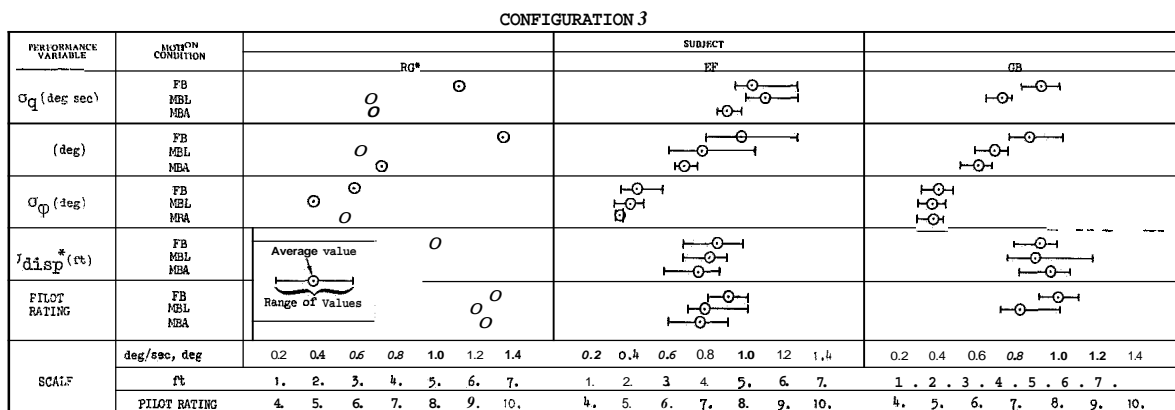 CONFIGURATION 3
PERFORMANCE VARIABLE
MOTION CONDITION
SUBJECT
RG* EF GB
σq (deg sec) FB
MBL O
MBA O
(deg) FB
MBL O
MBA
σφ (deg) FB
MBL
MBA O
disp* (ft) FB O
MBL
MBA
Average value
Range of Values
PILOT RATING FB O
MBL O
MBA O
SCALE
deg/sec, deg 0.2 0.4 0.6 0.8 1.0 1.2 1.4 0.2 0.4 0.6 0.8 1.0 12 1.4 0.2 0.4 0.6 0.8 1.0 1.2 1.4
ft 1. 2. 3. 4. 5. 6. 7. 1. 2. 3 4. 5. 6. 7. 1 . 2 . 3 . 4 . 5 . 6 . 7 .
PILOT RATING 4. 5. 6. 7. 8. 9. 10. 4. 5. 6. 7. 8. 9. 10. 4. 5. 6. 7. 8. 9. 10.